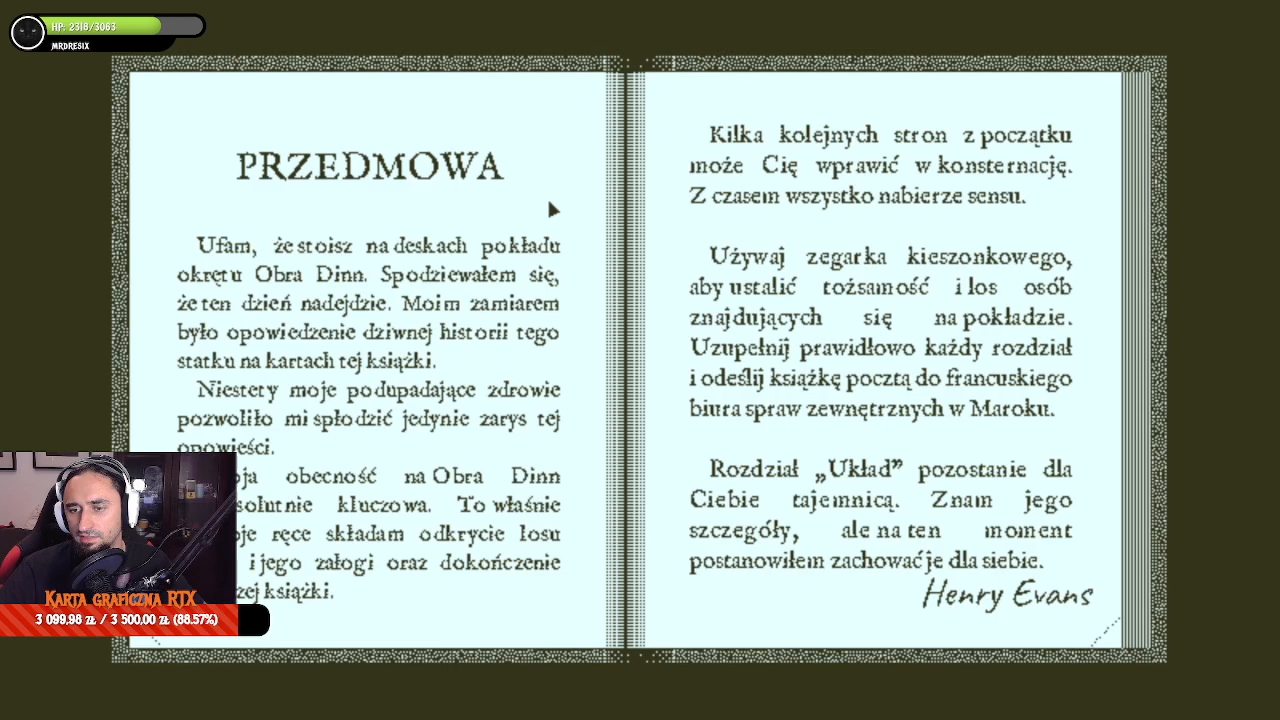 HP: 2318/3063
MRDRESIX
PRZEDMOWA
Ufam, że stoisz na deskach pokładu
okrętu Obra Dinn. Spodziewałem się,
że ten dzień nadejdzie. Moim zamiarem
było opowiedzenie dziwnej historii tego
statku na kartach tej książki.
Niestety moje podupadające zdrowie
pozwoliło mi spłodzić jedynie zarys tej
opowieści.
obecność na Obra Dinn
kluczowa. To właśnie
ręce składam odkrycie losu
i jego załogi oraz dokończenie
książki.
Kilka kolejnych stron z początku
może Cię wprawić w konsternację.
Z czasem wszystko nabierze sensu.
Używaj zegarka kieszonkowego,
aby ustalić tożsamość i los osób
znajdujących się na pokładzie.
Uzupełnij prawidłowo każdy rozdział
i odeślij książkę pocztą do francuskiego
biura spraw zewnętrznych w Maroku.
Rozdział „Układ” pozostanie dla
Ciebie tajemnicą. Znam jego
szczegóły, ale na ten moment
postanowiłem zachować je dla siebie.
Henry Evans
KARTA GRAFICZNA RTX
3 099,98 zł / 3 500,00 zł (88.57%)